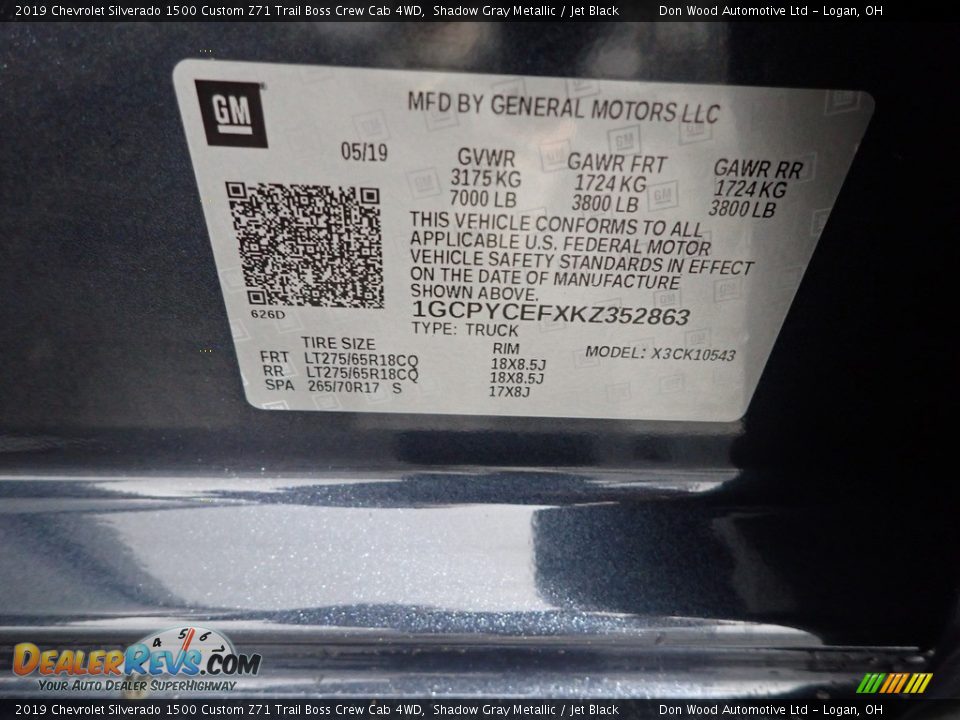 2019 Chevrolet Silverado 1500 Custom Z71 Trail Boss Crew Cab 4WD, Shadow Gray Metallic / Jet Black Don Wood Automotive Ltd - Logan, OH
GM
MFD BY GENERAL MOTORS LLC
05/19 GVWR GAWR FRT GAWR RR
3175 KG 1724 KG 1724 KG
7000 LB 3800 LB 3800 LB
THIS VEHICLE CONFORMS TO ALL
APPLICABLE U.S. FEDERAL MOTOR
VEHICLE SAFETY STANDARDS IN EFFECT
ON THE DATE OF MANUFACTURE
SHOWN ABOVE.
626D
1GCPYCEFXKZ352863
TYPE: TRUCK
TIRE SIZE RIM MODEL: X3CK10543
FRT LT275/65R18CQ 18X8.5J
RR LT275/65R18CQ 18X8.5J
SPA 265/70R17 S 17X8J
4 5 6
DEALERREVS.COM
YOUR AUTO DEALER SUPERHIGHWAY
2019 Chevrolet Silverado 1500 Custom Z71 Trail Boss Crew Cab 4WD, Shadow Gray Metallic / Jet Black Don Wood Automotive Ltd - Logan, OH